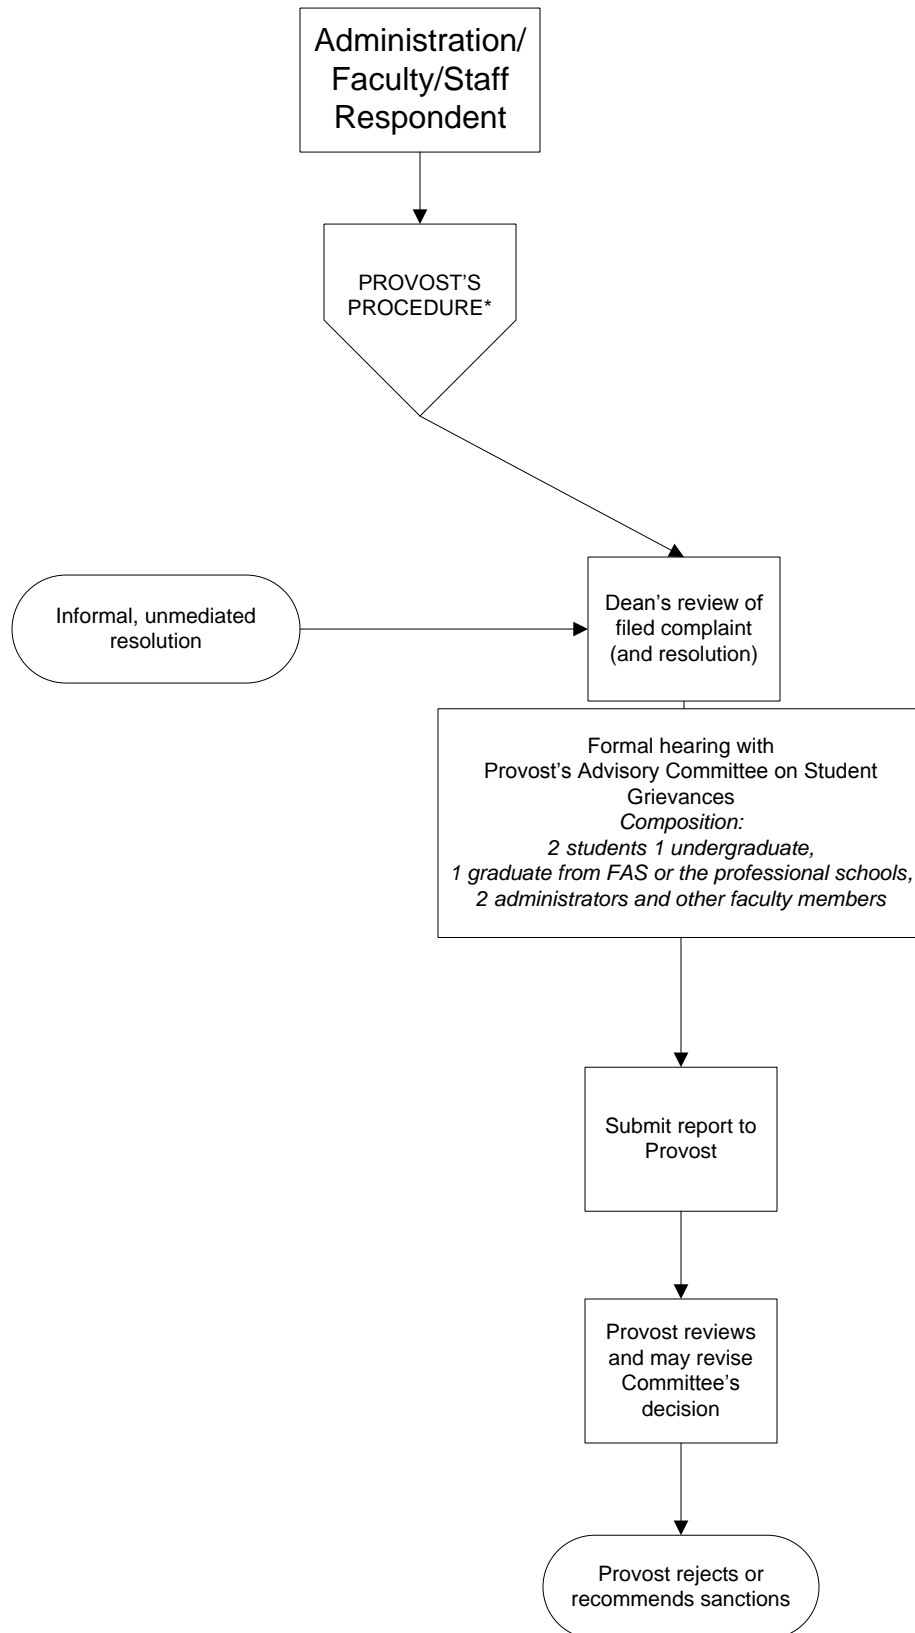 Administration/
Faculty/Staff
Respondent
PROVOST'S
PROCEDURE*
Informal, unmediated
resolution
Dean's review of
filed complaint
(and resolution)
Formal hearing with
Provost's Advisory Committee on Student
Grievances
Composition:
2 students 1 undergraduate,
1 graduate from FAS or the professional schools,
2 administrators and other faculty members
Submit report to
Provost
Provost reviews
and may revise
Committee's
decision
Provost rejects or
recommends sanctions